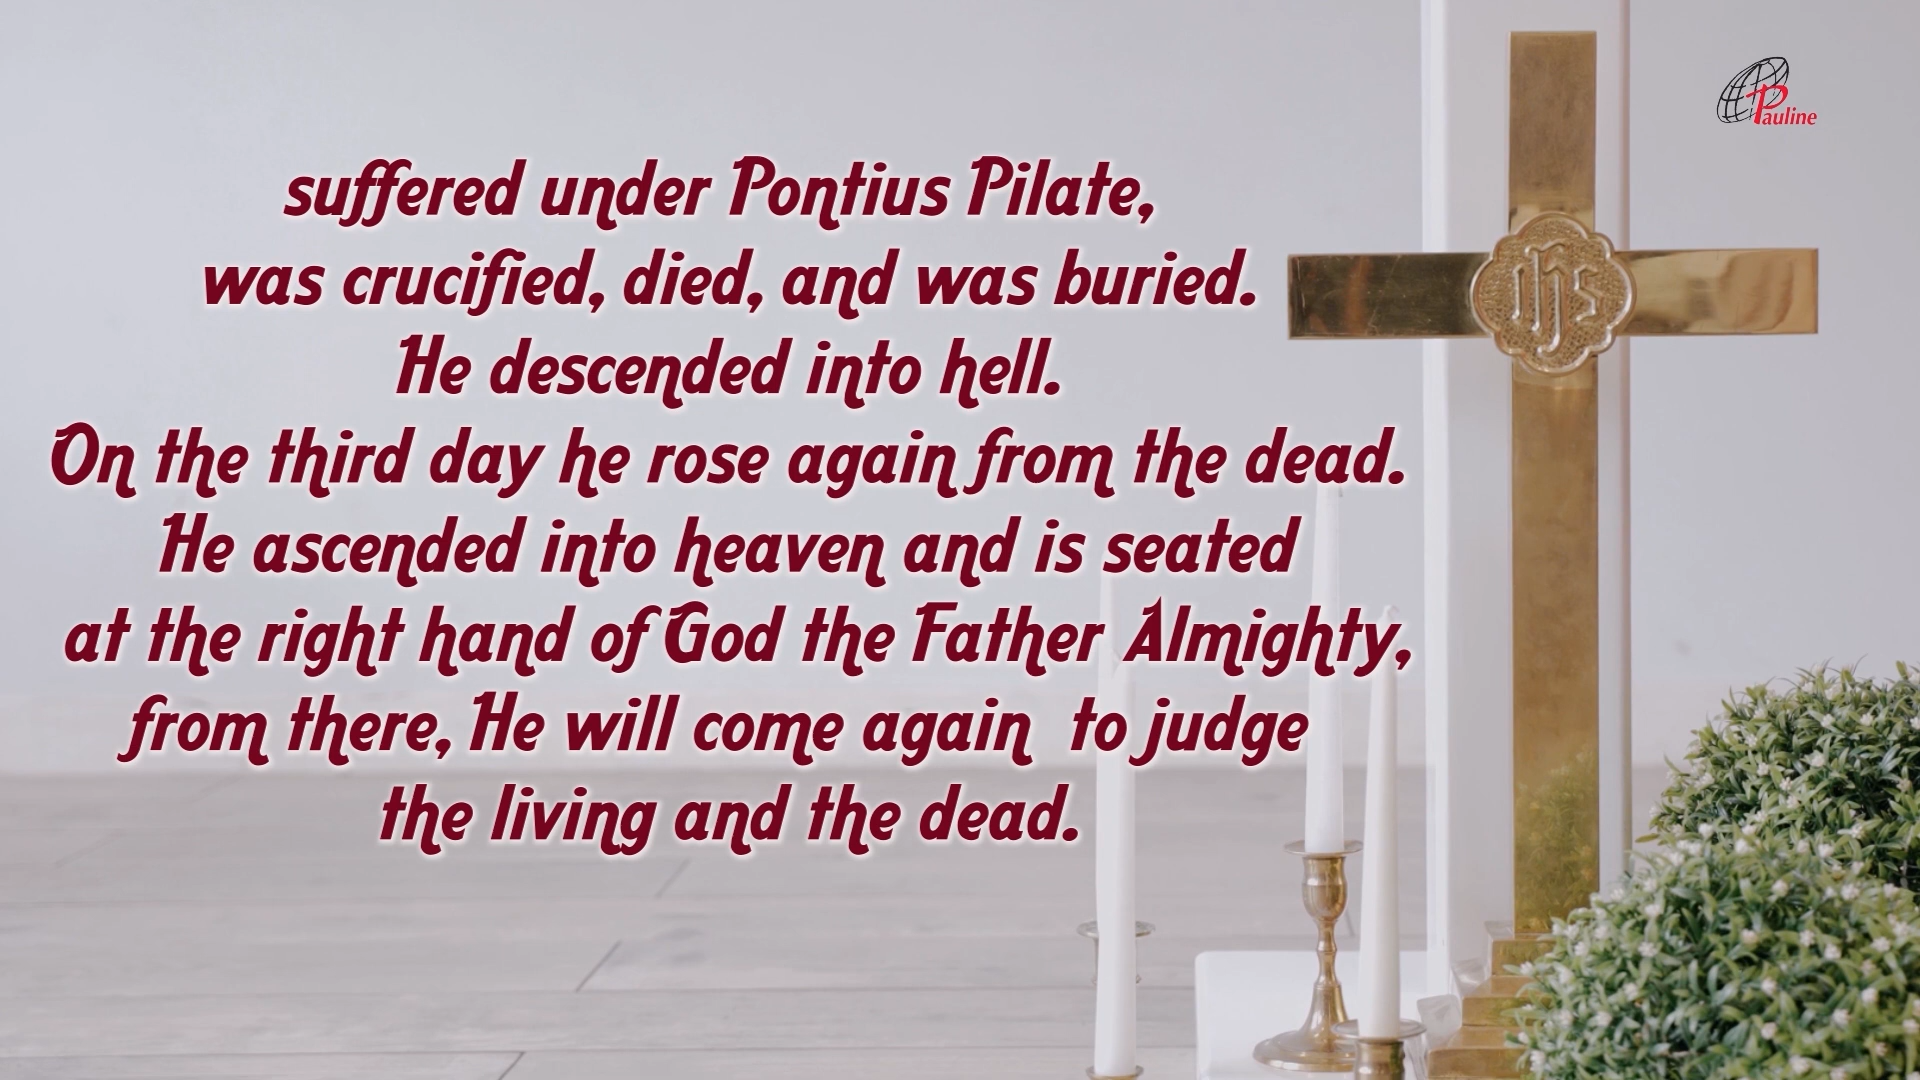 Pauline
suffered under Pontius Pilate,
was crucified, died, and was buried.
He descended into hell.
On the third day he rose again from the dead.
He ascended into heaven and is seated
at the right hand of God the Father Almighty,
from there, He will come again  to judge
the living and the dead.
ihs